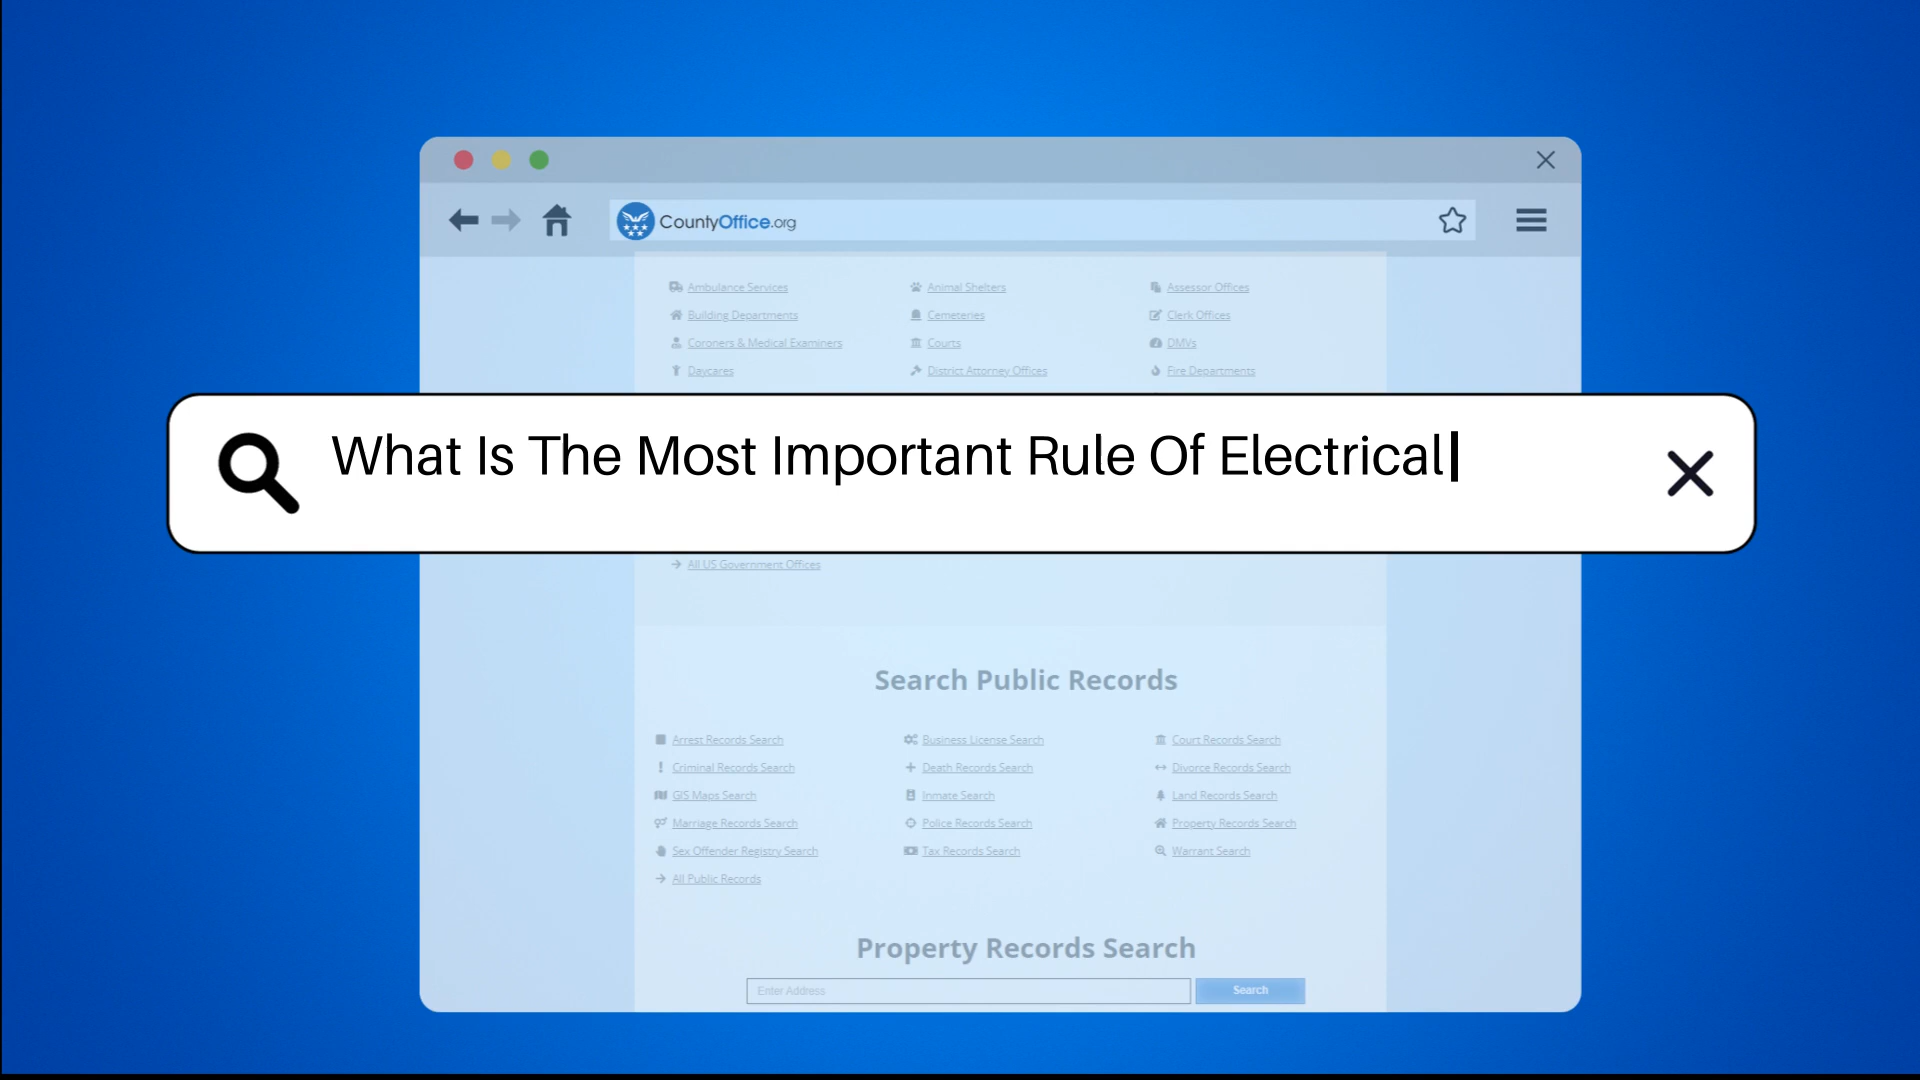 CountyOffice.org
Ambulance Services Animal Shelters Assessor Offices
Building Departments Cemeteries Clerk Offices
Coroners & Medical Examiners Courts DMVs
Daycares District Attorney Offices Fire Departments
What Is The Most Important Rule Of Electrical
All US Government Offices
Search Public Records
Arrest Records Search Business License Search Court Records Search
Criminal Records Search Death Records Search Divorce Records Search
GIS Maps Search Inmate Search Land Records Search
Marriage Records Search Police Records Search Property Records Search
Sex Offender Registry Search Tax Records Search Warrant Search
All Public Records
Property Records Search
Enter Address Search